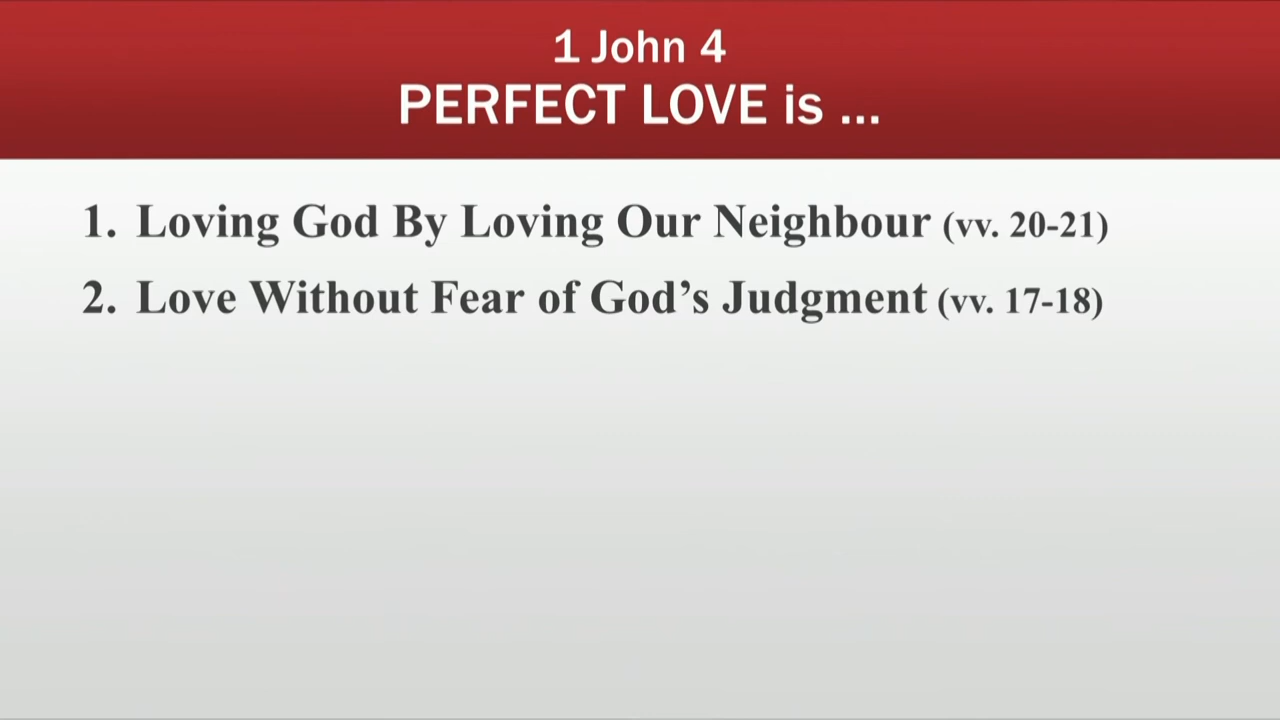 1 John 4
PERFECT LOVE is ...
1. Loving God By Loving Our Neighbour (vv. 20-21)
2. Love Without Fear of God’s Judgment (vv. 17-18)